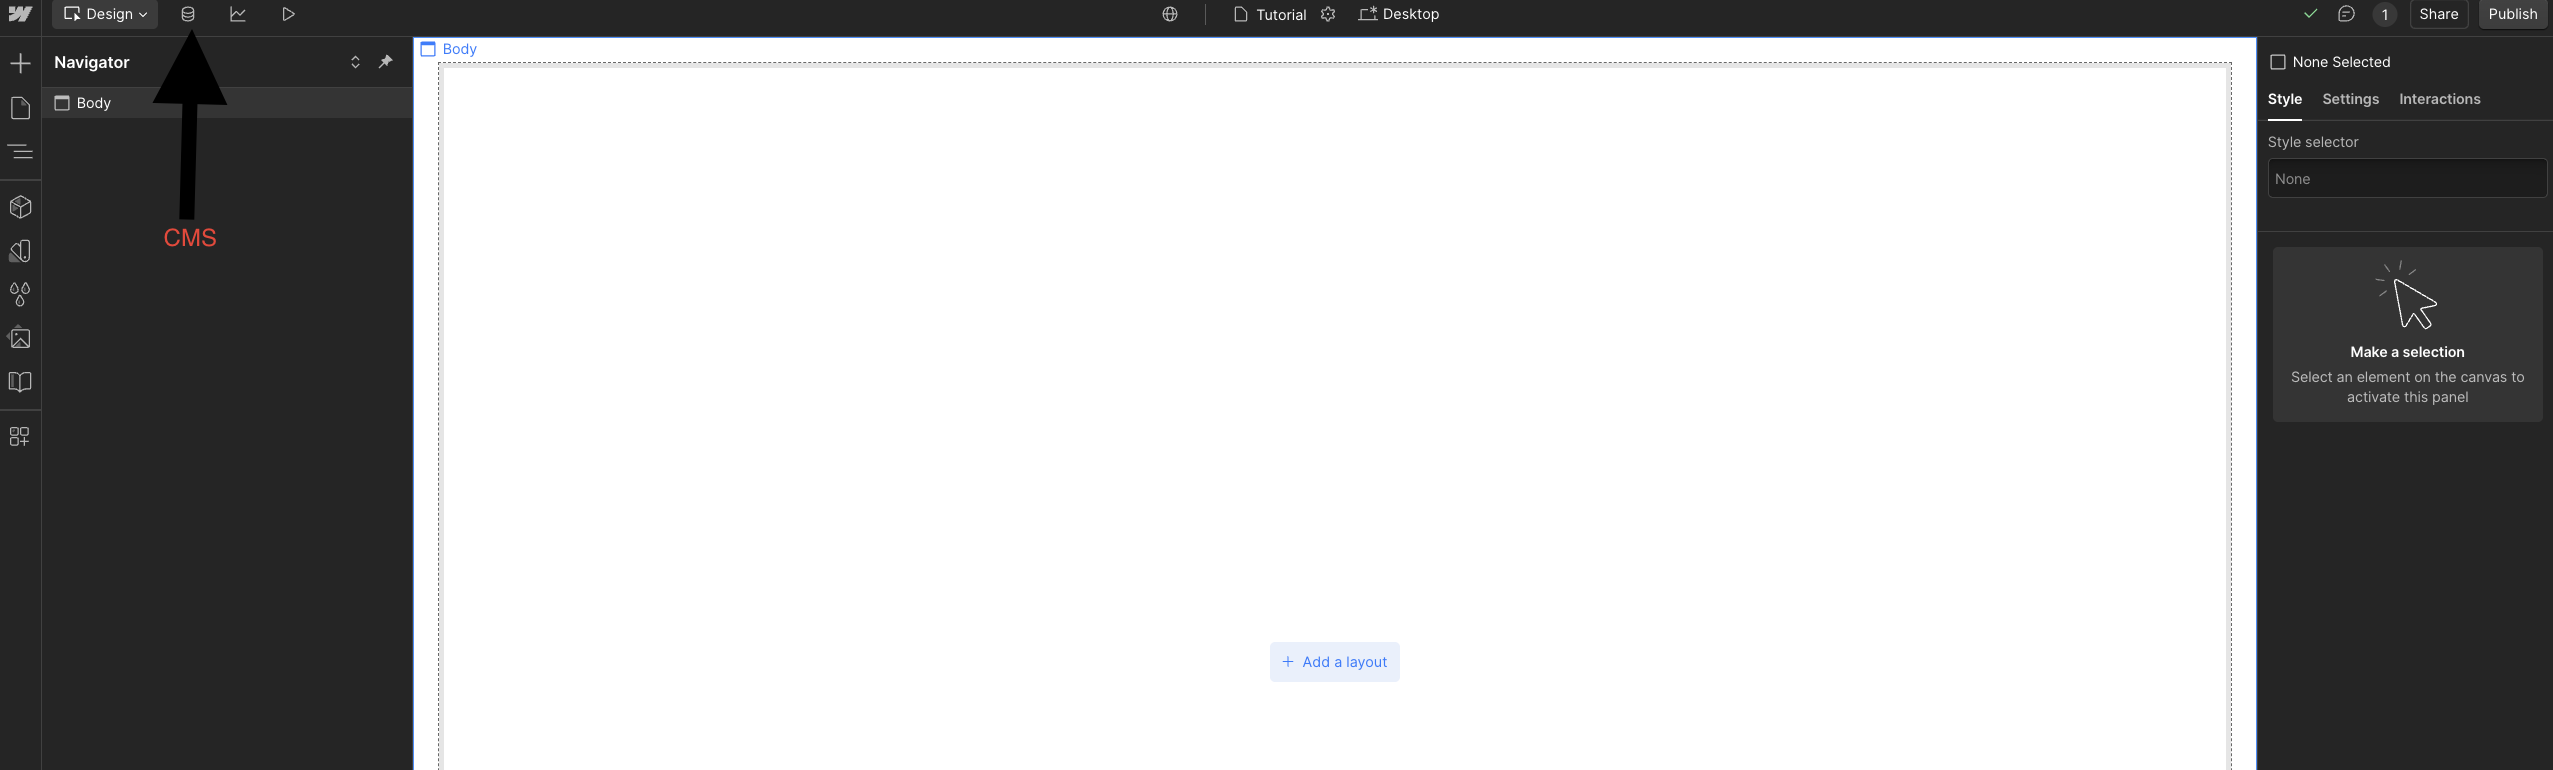 Design
Tutorial
Desktop
1
Share
Publish
Navigator
Body
CMS
Body
+ Add a layout
None Selected
Style Settings Interactions
Style selector
None
Make a selection
Select an element on the canvas to
activate this panel